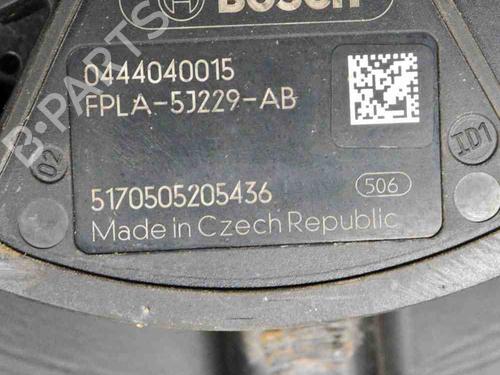 BOSCH
0444040015
FPLA-5J229-AB
5170505205436
506
Made in Czech Republic
02
ID1
B-PARTS